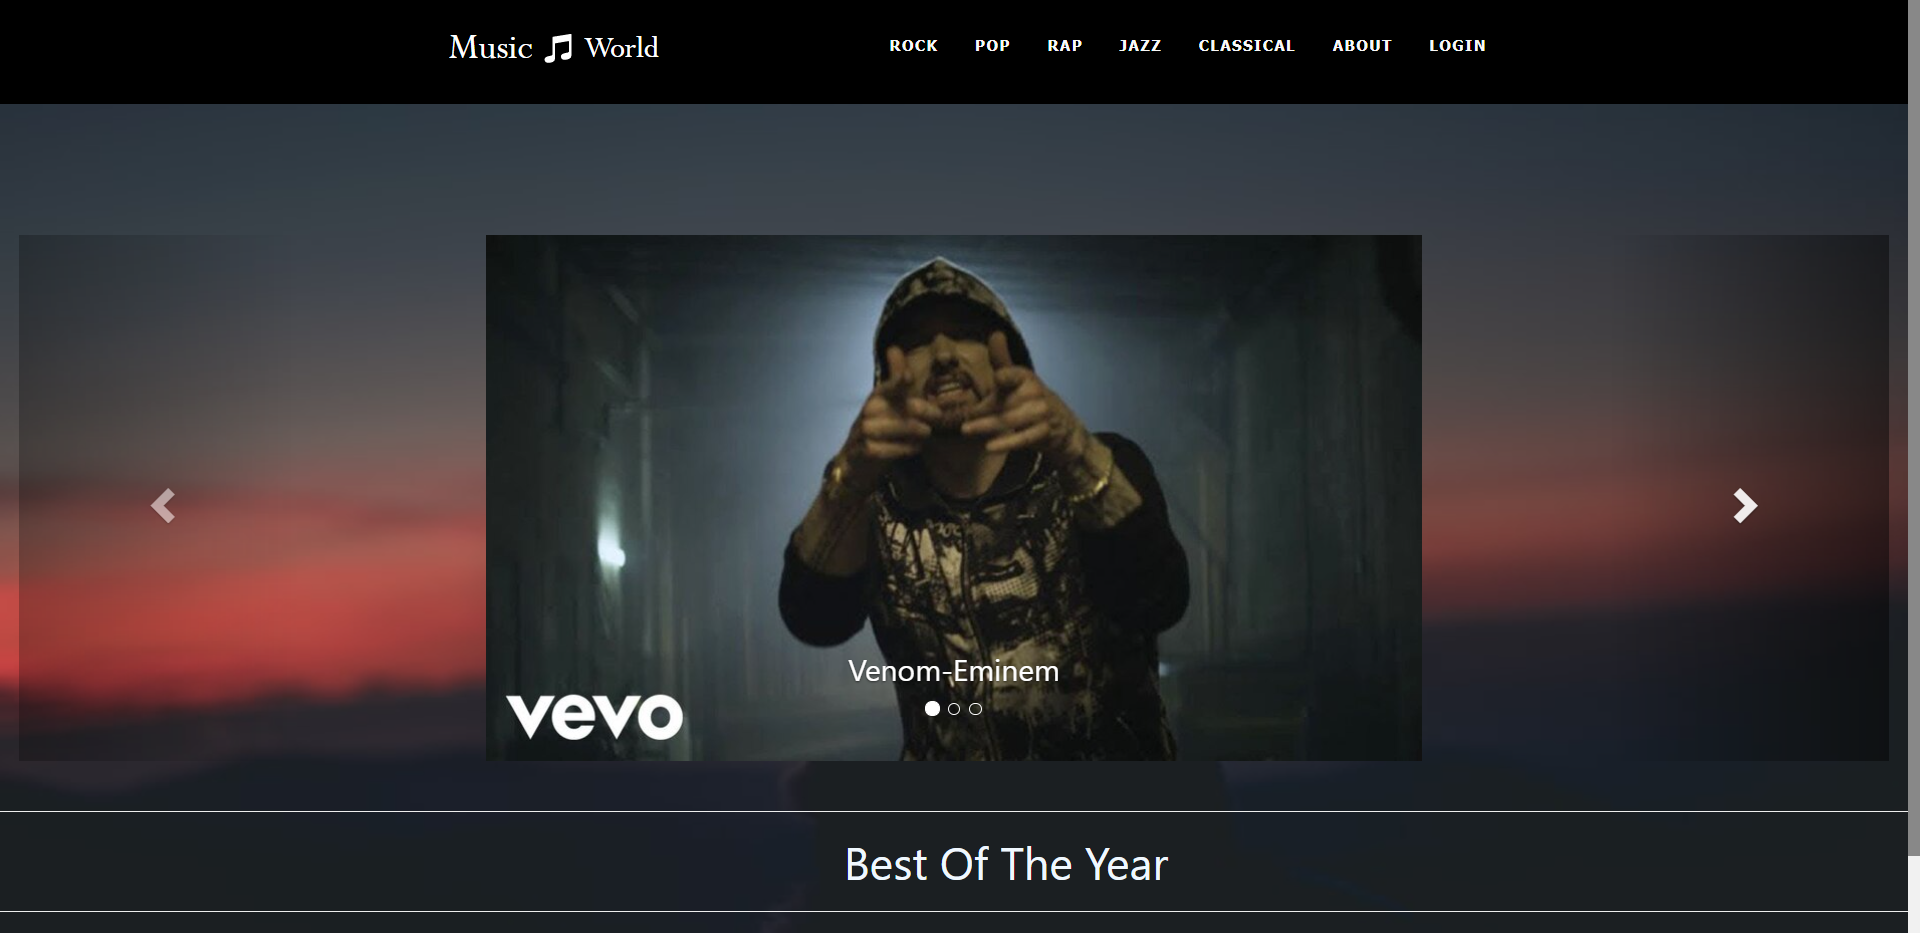 Music World
ROCK POP RAP JAZZ CLASSICAL ABOUT LOGIN
Venom-Eminem
vevo
Best Of The Year